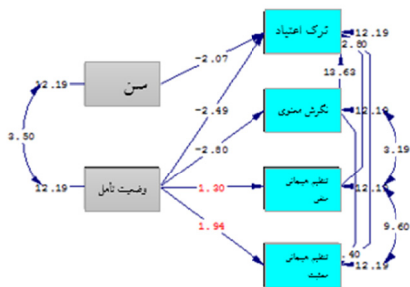 ترک اعتیاد
12.19
2.80
-2.07
سن
12.19
13.63
-2.49
نگرش معنوی
12.19
3.50
-2.80
3.19
12.19
وضعیت تاهل
1.30
تنظیم هیجانی
منفی
12.19
1.94
9.60
تنظیم هیجانی
مثبت
.40
12.19